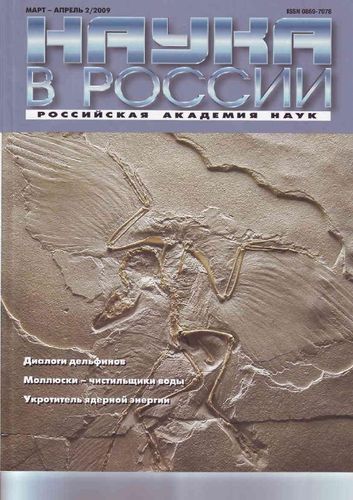 МАРТ – АПРЕЛЬ 2/2009 ISSN 0869-7078
НАУКА
В РОССИИ
РОССИЙСКАЯ АКАДЕМИЯ НАУК
Диалоги дельфинов
Моллюски – чистильщики воды
Укротитель ядерной энергии